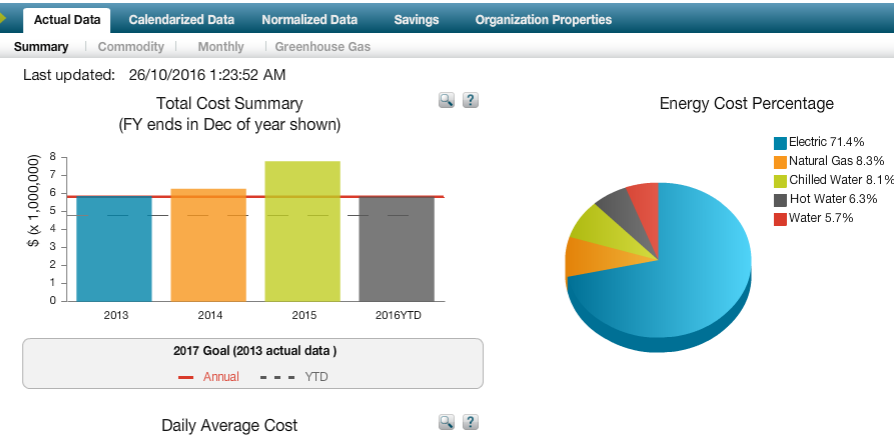 Actual Data Calendarized Data Normalized Data Savings Organization Properties
Summary Commodity Monthly Greenhouse Gas
Last updated: 26/10/2016 1:23:52 AM
Total Cost Summary
(FY ends in Dec of year shown)
?
$ (x 1,000,000)
8
7
6
5
4
3
2
1
0
2013 2014 2015 2016YTD
2017 Goal (2013 actual data )
Annual YTD
Energy Cost Percentage
Electric 71.4%
Natural Gas 8.3%
Chilled Water 8.1%
Hot Water 6.3%
Water 5.7%
Daily Average Cost
?